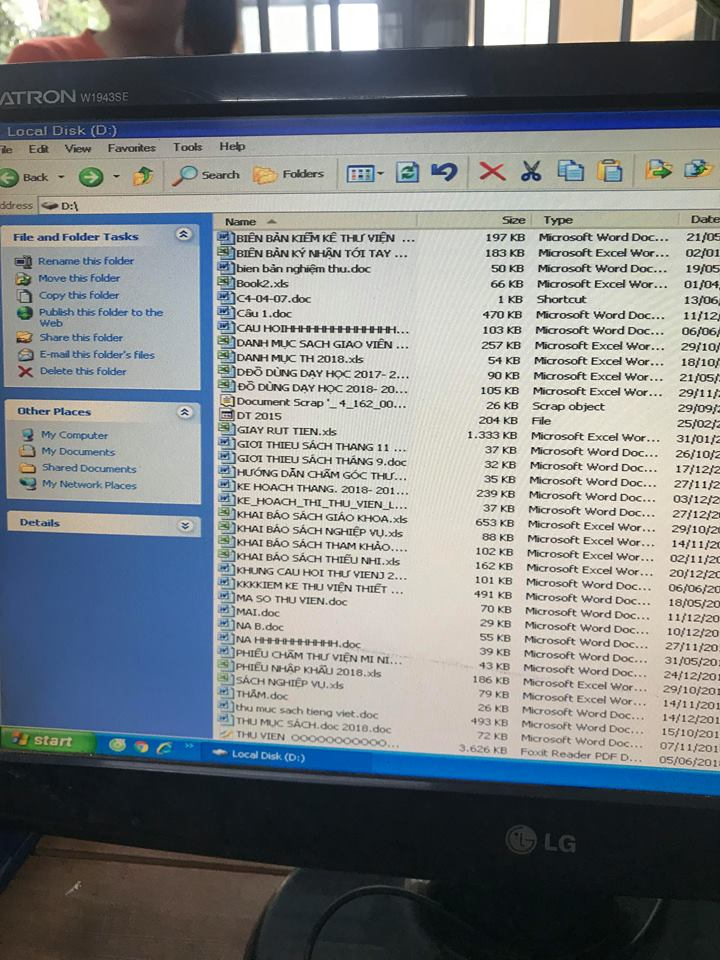 ATRON W1943SE
Local Disk (D:)
File Edit View Favorites Tools Help
Back Search Folders
ddress D:\
File and Folder Tasks
Rename this folder
Move this folder
Copy this folder
Publish this folder to the
Web
Share this folder
E-mail this folder's files
Delete this folder
Other Places
My Computer
My Documents
Shared Documents
My Network Places
Details
Name Size Type Date
BIÊN BẢN KIỂM KÊ THƯ VIỆN ... 197 KB Microsoft Word Doc... 21/05
BIÊN BẢN KÝ NHẬN TỚI TAY ... 183 KB Microsoft Excel Wor... 02/01
bien bản nghiệm thu.doc 50 KB Microsoft Word Doc... 19/05
Book2.xls 66 KB Microsoft Excel Wor... 01/04
C4-04-07.doc 1 KB Shortcut 13/06
Câu 1.doc 470 KB Microsoft Word Doc... 11/12
CAU HOIHHHHHHHHHHHHHH... 103 KB Microsoft Word Doc... 06/06
DANH MỤC SACH GIAO VIÊN ... 257 KB Microsoft Excel Wor... 29/10
DANH MỤC TH 2018.xls 54 KB Microsoft Excel Wor... 18/10
DĐỒ DÙNG DẠY HỌC 2017- 2... 90 KB Microsoft Word Doc... 21/05
ĐỒ DÙNG DẠY HỌC 2018- 20... 105 KB Microsoft Excel Wor... 29/11
Document Scrap '_ 4_162_00... 26 KB Scrap object 29/09
DT 2015 204 KB File 25/02
GIAY RUT TIEN.xls 1.333 KB Microsoft Excel Wor... 31/01
GIOI THIEU SÁCH THANG 11 ... 37 KB Microsoft Word Doc... 26/10
GIOI THIEU SÁCH THÁNG 9.doc 32 KB Microsoft Word Doc... 17/12
HƯỚNG DẪN CHẤM GÓC THƯ... 35 KB Microsoft Word Doc... 27/11
KE HOẠCH THANG. 2018- 201... 239 KB Microsoft Word Doc... 03/12
KE_HOACH_THI_THU_VIEN_L... 37 KB Microsoft Word Doc... 27/12
KHAI BÁO SÁCH GIÁO KHOA.xls 653 KB Microsoft Excel Wor... 29/10
KHAI BÁO SÁCH NGHIỆP VỤ.xls 88 KB Microsoft Excel Wor... 14/11
KHAI BÁO SÁCH THAM KHẢO.... 102 KB Microsoft Excel Wor... 02/11
KHAI BÁO SÁCH THIẾU NHI.xls 162 KB Microsoft Excel Wor... 20/12
KHUNG CAU HOI THƯ VIENJ 2... 101 KB Microsoft Word Doc... 06/06
KKKKIEM KE THU VIỆN THIẾT ... 491 KB Microsoft Word Doc... 18/05
MA SO THU VIEN.doc 70 KB Microsoft Word Doc... 11/12
MAI.doc 29 KB Microsoft Word Doc... 10/12
NA B.doc 55 KB Microsoft Word Doc... 27/11
NA HHHHHHHHHHH.doc 39 KB Microsoft Word Doc... 31/05
PHIẾU CHẤM THƯ VIỆN MI NI... 43 KB Microsoft Word Doc... 24/12
PHIẾU NHẬP KHẨU 2018.xls 186 KB Microsoft Excel Wor... 29/10
SÁCH NGHIỆP VỤ.xls 79 KB Microsoft Excel Wor... 14/11
THẮM.doc 26 KB Microsoft Word Doc... 14/12
thu muc sach tieng viet.doc 493 KB Microsoft Word Doc... 15/10
THU MỤC SÁCH.doc 2018.doc 72 KB Microsoft Word Doc... 07/11
THU VIEN OOOOOOOOOOO... 3.626 KB Foxit Reader PDF D... 05/06
start Local Disk (D:)
LG